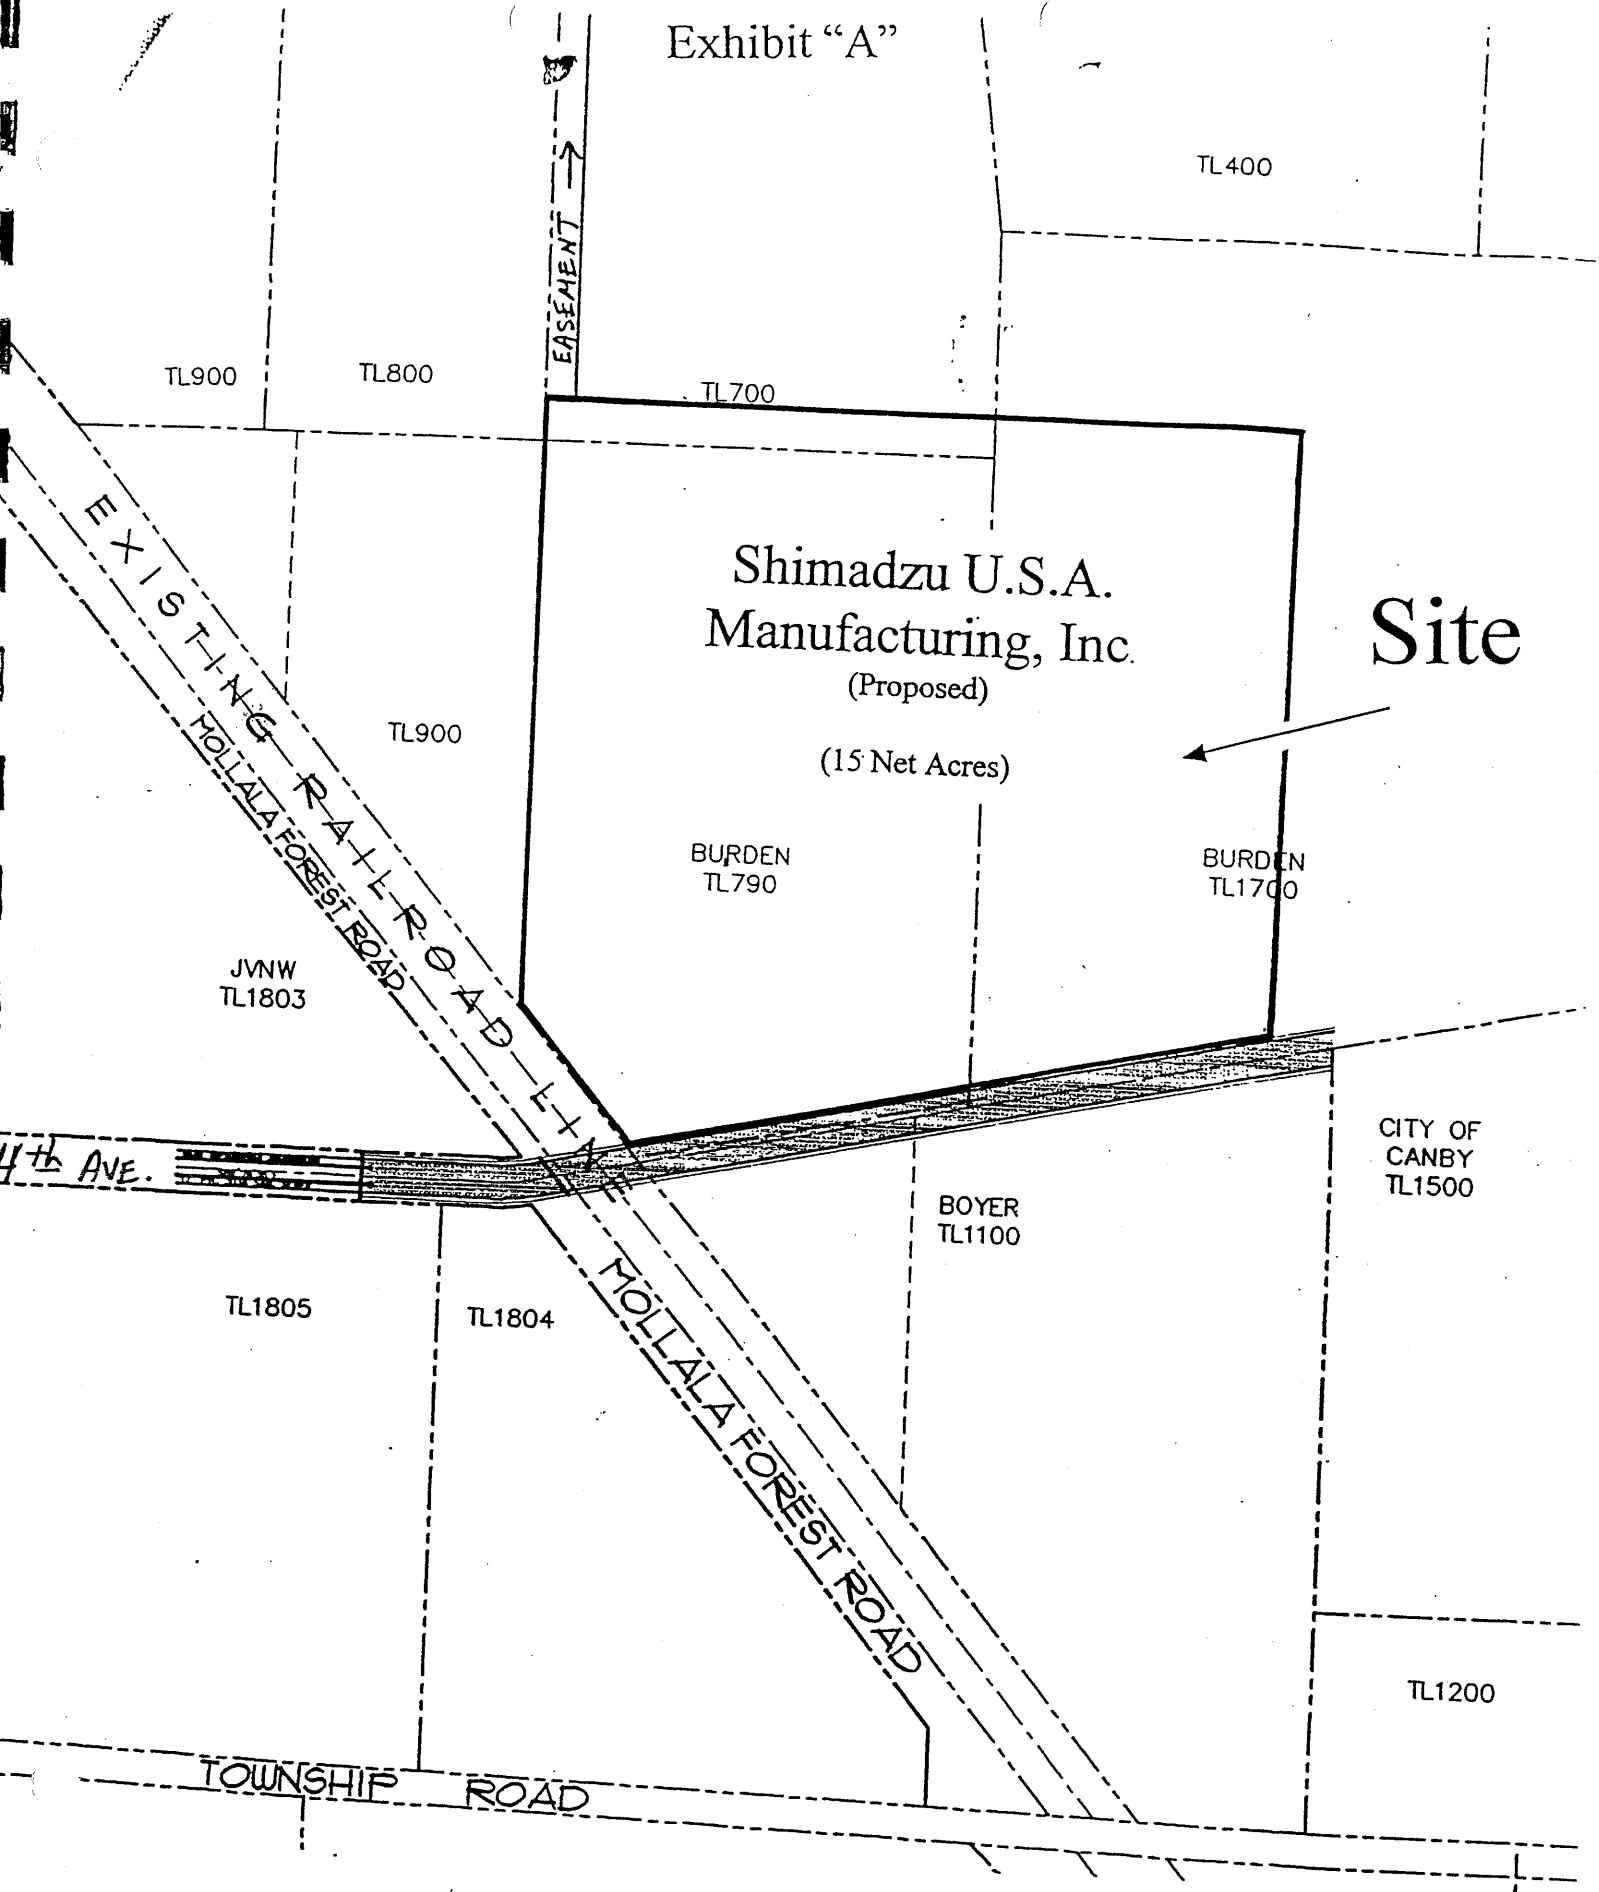 Exhibit “A”
TL400
EASEMENT →
TL900
TL800
TL700
EXISTING RAILROAD LINE
Shimadzu U.S.A.
Manufacturing, Inc.
(Proposed)
(15 Net Acres)
Site
MOLLALA FOREST ROAD
TL900
BURDEN
TL790
BURDEN
TL1700
JVNW
TL1803
4th AVE.
CITY OF
CANBY
TL1500
BOYER
TL1100
TL1805
TL1804
MOLLALA FOREST ROAD
TL1200
TOWNSHIP ROAD